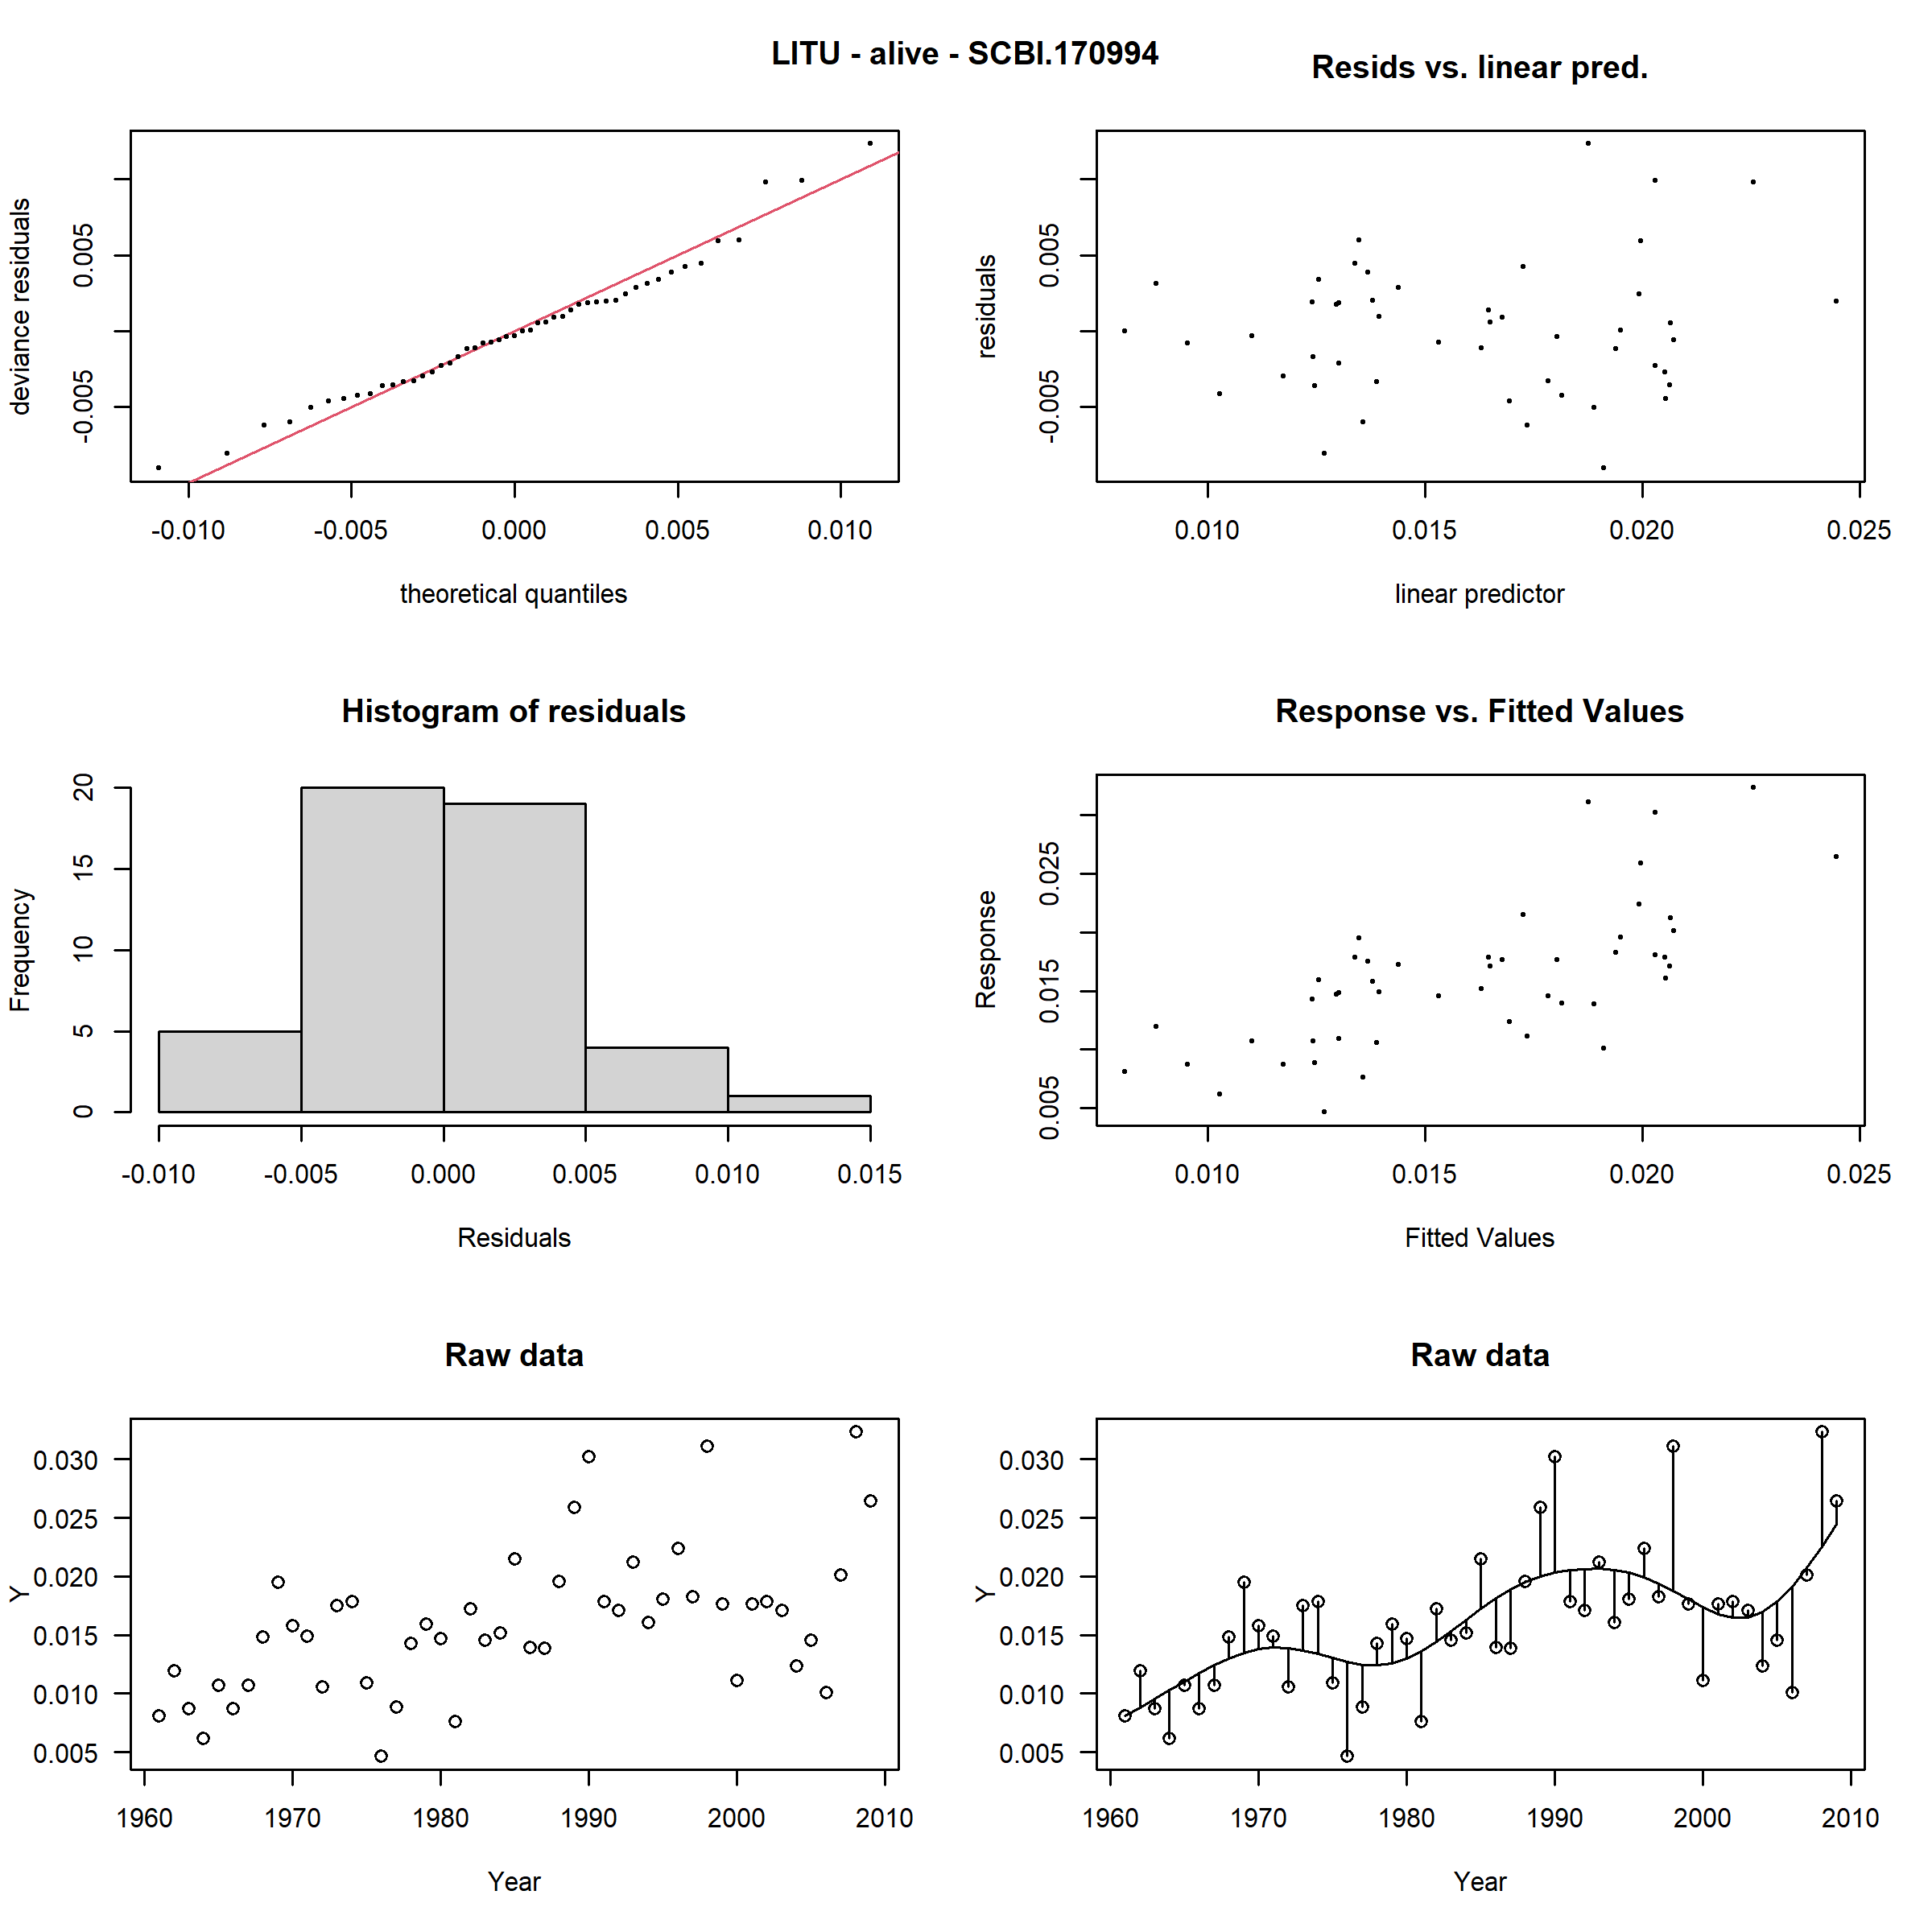 LITU - alive - SCBI.170994
Resids vs. linear pred.
deviance residuals
-0.005 0.005
-0.010 -0.005 0.000 0.005 0.010
theoretical quantiles
residuals
-0.005 0.005
0.010 0.015 0.020 0.025
linear predictor
Histogram of residuals
Frequency
0 5 10 15 20
-0.010 -0.005 0.000 0.005 0.010 0.015
Residuals
Response vs. Fitted Values
Response
0.005 0.015 0.025
0.010 0.015 0.020 0.025
Fitted Values
Raw data
Y
0.030
0.025
0.020
0.015
0.010
0.005
1960 1970 1980 1990 2000 2010
Year
Raw data
Y
0.030
0.025
0.020
0.015
0.010
0.005
1960 1970 1980 1990 2000 2010
Year